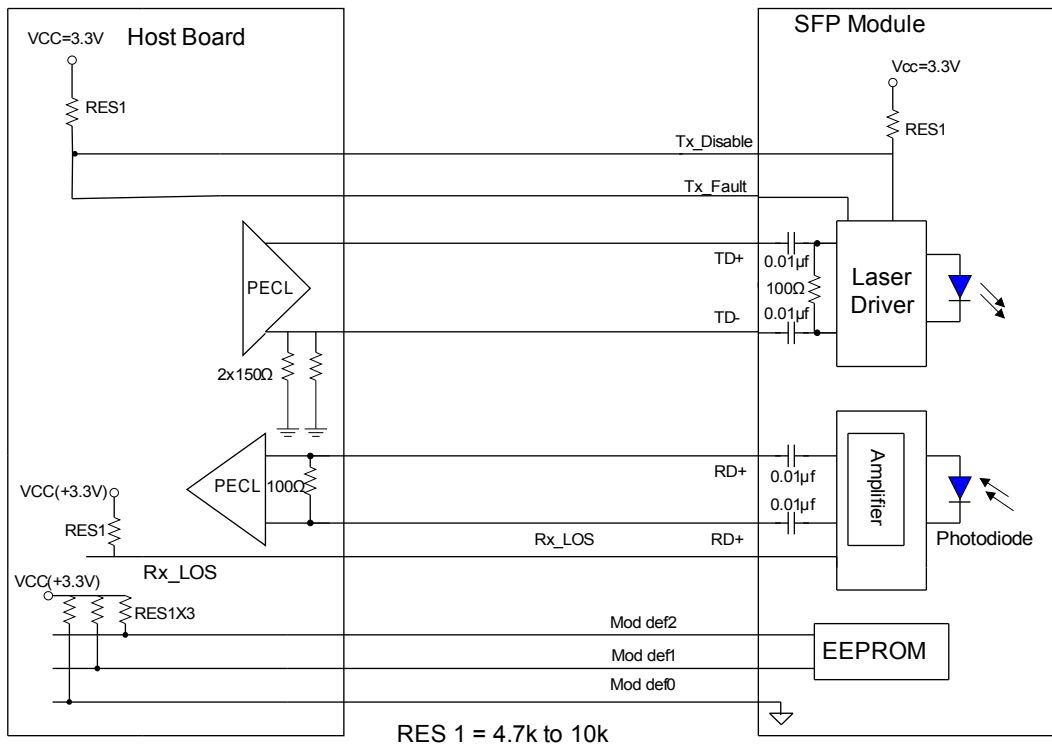 Host Board
SFP Module
VCC=3.3V
Vcc=3.3V
RES1
RES1
Tx_Disable
Tx_Fault
PECL
TD+
0.01µf
100Ω
Laser
Driver
TD-
0.01µf
2x150Ω
PECL
100Ω
RD+
0.01µf
Amplifier
VCC(+3.3V)
0.01µf
RES1
Rx_LOS
RD+
Photodiode
Rx_LOS
VCC(+3.3V)
RES1X3
Mod def2
EEPROM
Mod def1
Mod def0
RES 1 = 4.7k to 10k